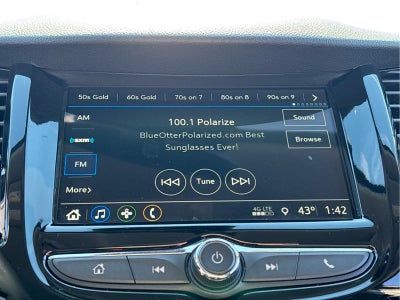 50s Gold 60s Gold 70s on 7 80s on 8 90s on 9
AM
100.1 Polarize
Sound
SXM
BlueOtterPolarized.com Best
Sunglasses Ever!
Browse
FM
Tune
More
4G LTE
43°
1:42